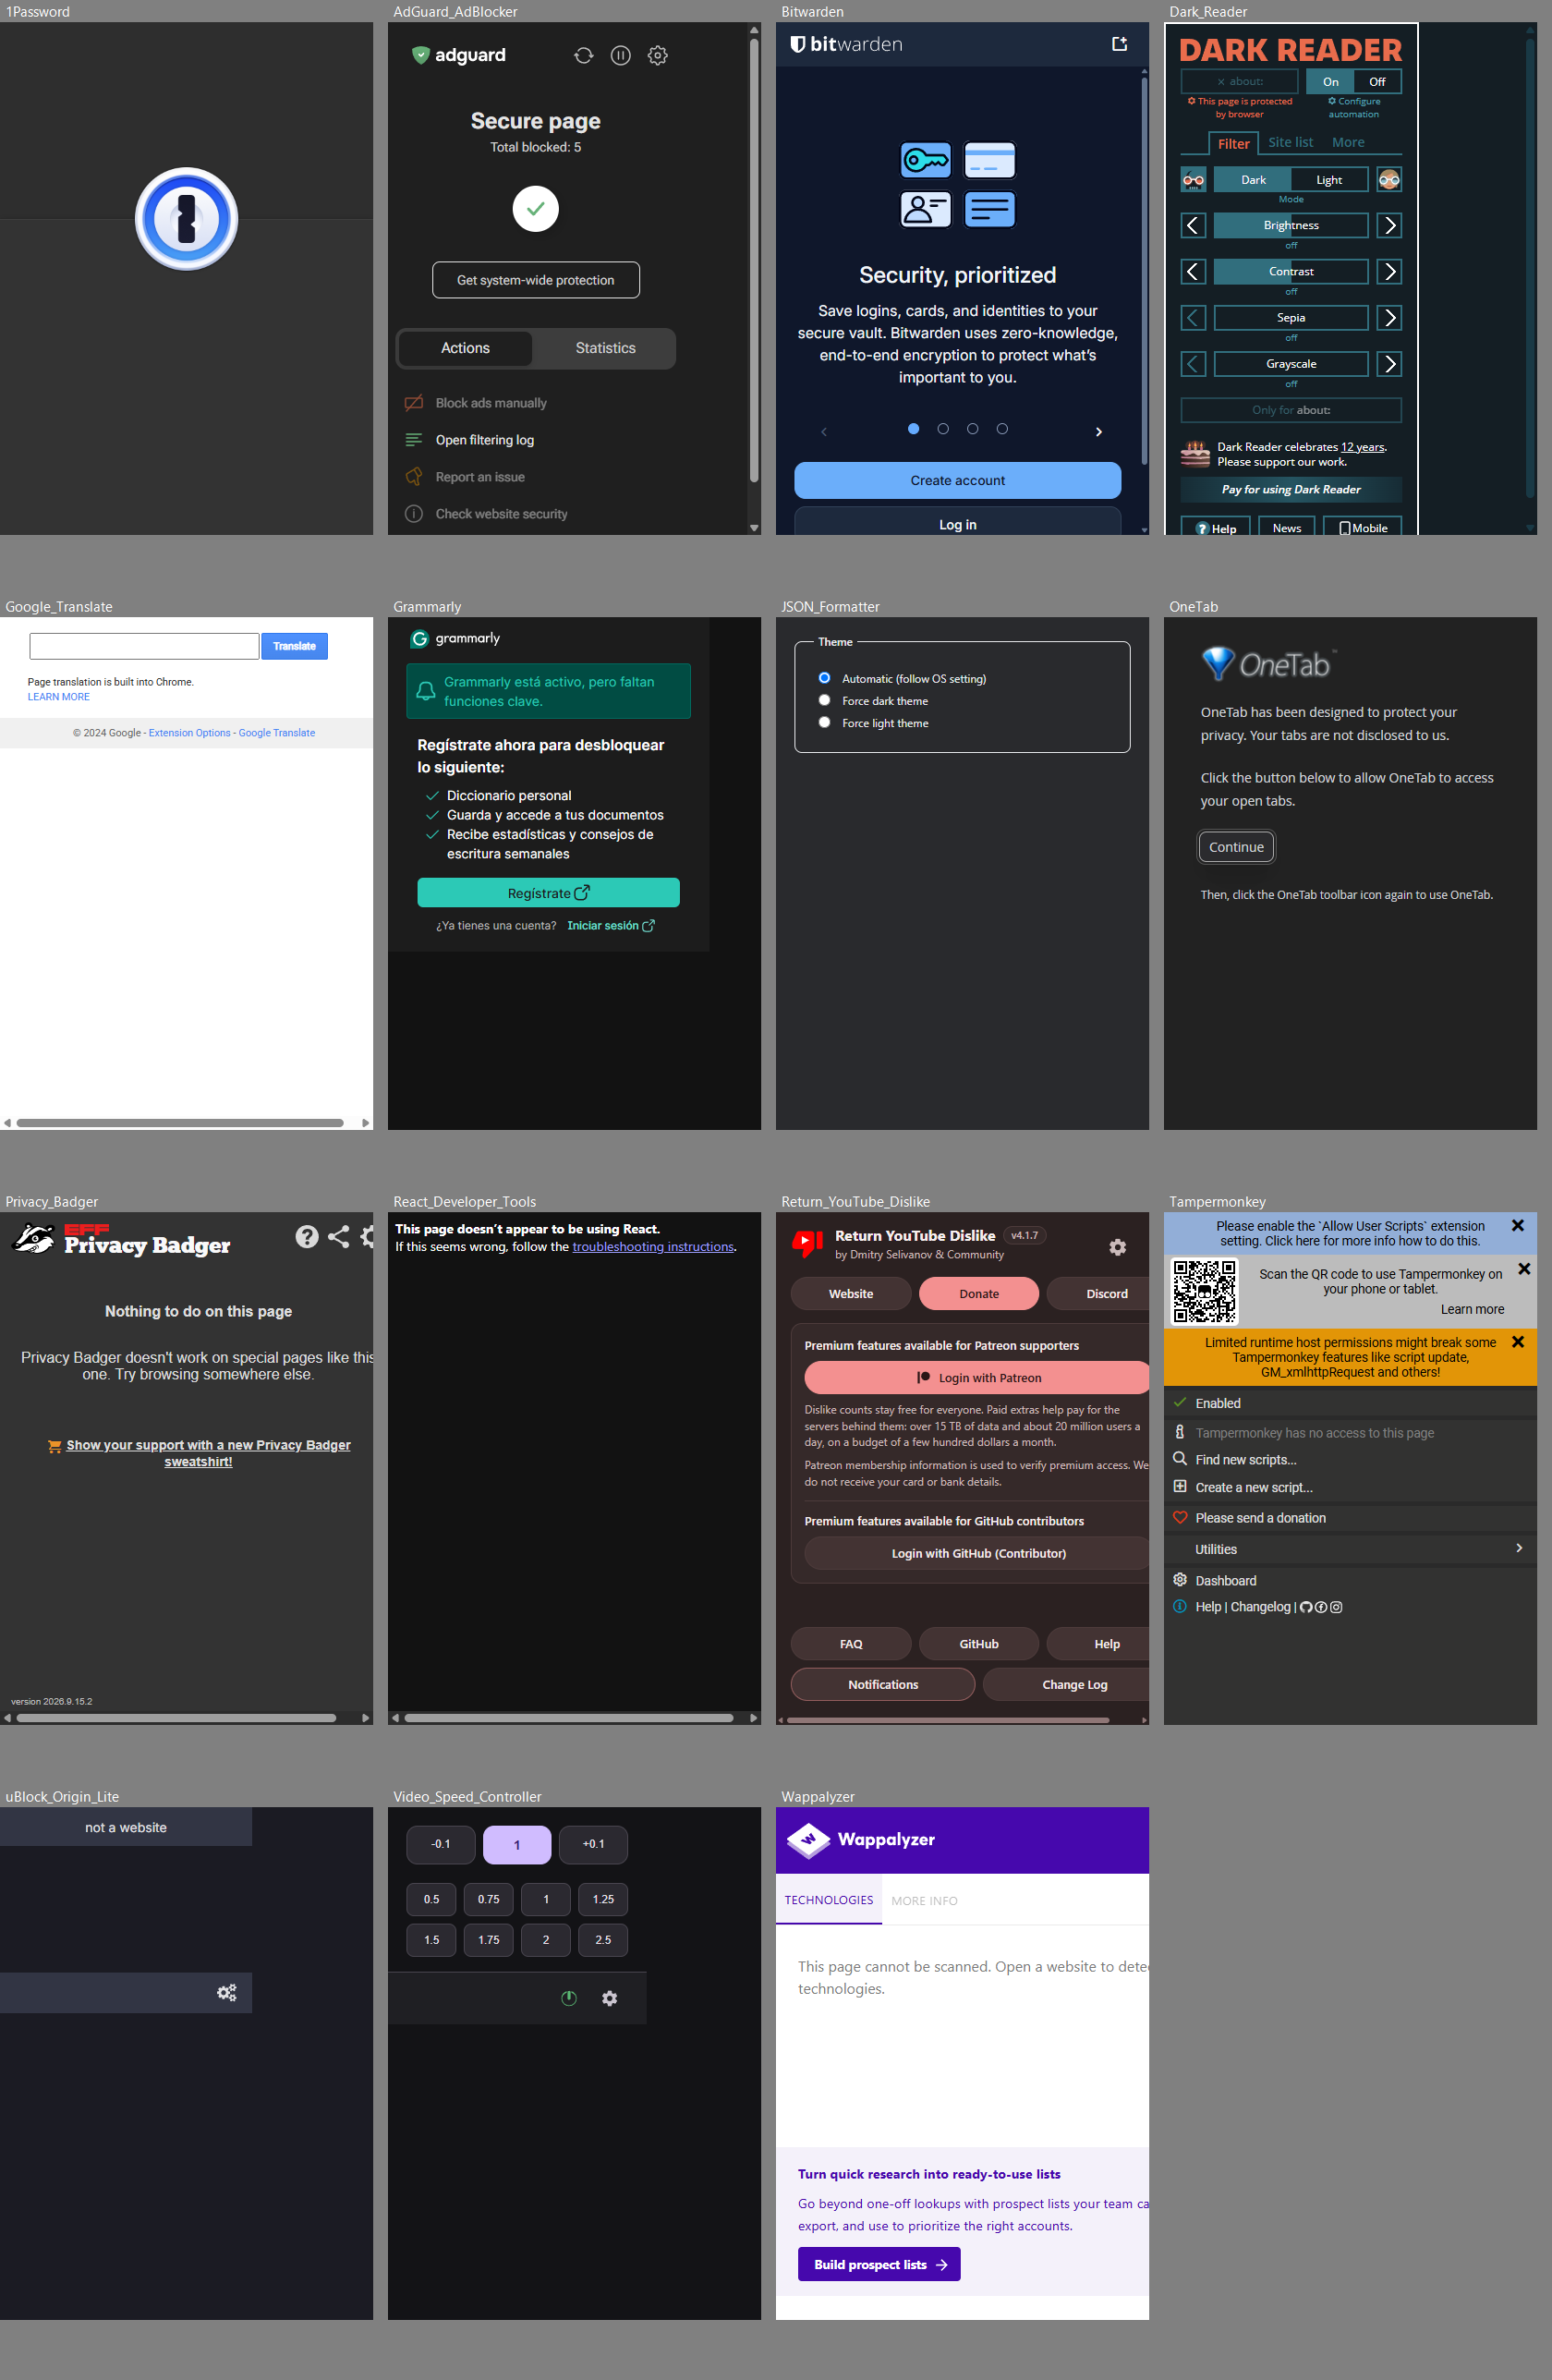 1Password
AdGuard_AdBlocker
Bitwarden
Dark_Reader
adguard
Secure page
Total blocked: 5
Get system-wide protection
Actions
Statistics
Block ads manually
Open filtering log
Report an issue
Check website security
bitwarden
Security, prioritized
Save logins, cards, and identities to your
secure vault. Bitwarden uses zero-knowledge,
end-to-end encryption to protect what's
important to you.
Create account
Log in
DARK READER
× about:
On
Off
This page is protected
by browser
Configure
automation
Filter
Site list
More
Dark
Light
Mode
Brightness
off
Contrast
off
Sepia
off
Grayscale
off
Only for about:
Dark Reader celebrates 12 years.
Please support our work.
Pay for using Dark Reader
Help
News
Mobile
Google_Translate
Grammarly
JSON_Formatter
OneTab
Translate
Page translation is built into Chrome.
LEARN MORE
© 2024 Google - Extension Options - Google Translate
grammarly
Grammarly está activo, pero faltan
funciones clave.
Regístrate ahora para desbloquear
lo siguiente:
Diccionario personal
Guarda y accede a tus documentos
Recibe estadísticas y consejos de
escritura semanales
Regístrate
¿Ya tienes una cuenta? Iniciar sesión
Theme
Automatic (follow OS setting)
Force dark theme
Force light theme
OneTab™
OneTab has been designed to protect your
privacy. Your tabs are not disclosed to us.
Click the button below to allow OneTab to access
your open tabs.
Continue
Then, click the OneTab toolbar icon again to use OneTab.
Privacy_Badger
React_Developer_Tools
Return_YouTube_Dislike
Tampermonkey
EFF
Privacy Badger
Nothing to do on this page
Privacy Badger doesn't work on special pages like this
one. Try browsing somewhere else.
Show your support with a new Privacy Badger
sweatshirt!
version 2026.9.15.2
This page doesn't appear to be using React.
If this seems wrong, follow the troubleshooting instructions.
Return YouTube Dislike v4.1.7
by Dmitry Selivanov & Community
Website
Donate
Discord
Premium features available for Patreon supporters
Login with Patreon
Dislike counts stay free for everyone. Paid extras help pay for the
servers behind them: over 15 TB of data and about 20 million users a
day, on a budget of a few hundred dollars a month.
Patreon membership information is used to verify premium access. We
do not receive your card or bank details.
Premium features available for GitHub contributors
Login with GitHub (Contributor)
FAQ
GitHub
Help
Notifications
Change Log
Please enable the `Allow User Scripts` extension
setting. Click here for more info how to do this.
Scan the QR code to use Tampermonkey on
your phone or tablet.
Learn more
Limited runtime host permissions might break some
Tampermonkey features like script update,
GM_xmlhttpRequest and others!
Enabled
Tampermonkey has no access to this page
Find new scripts...
Create a new script...
Please send a donation
Utilities
Dashboard
Help | Changelog |
uBlock_Origin_Lite
Video_Speed_Controller
Wappalyzer
not a website
-0.1
1
+0.1
0.5
0.75
1
1.25
1.5
1.75
2
2.5
Wappalyzer
TECHNOLOGIES
MORE INFO
This page cannot be scanned. Open a website to dete
technologies.
Turn quick research into ready-to-use lists
Go beyond one-off lookups with prospect lists your team ca
export, and use to prioritize the right accounts.
Build prospect lists